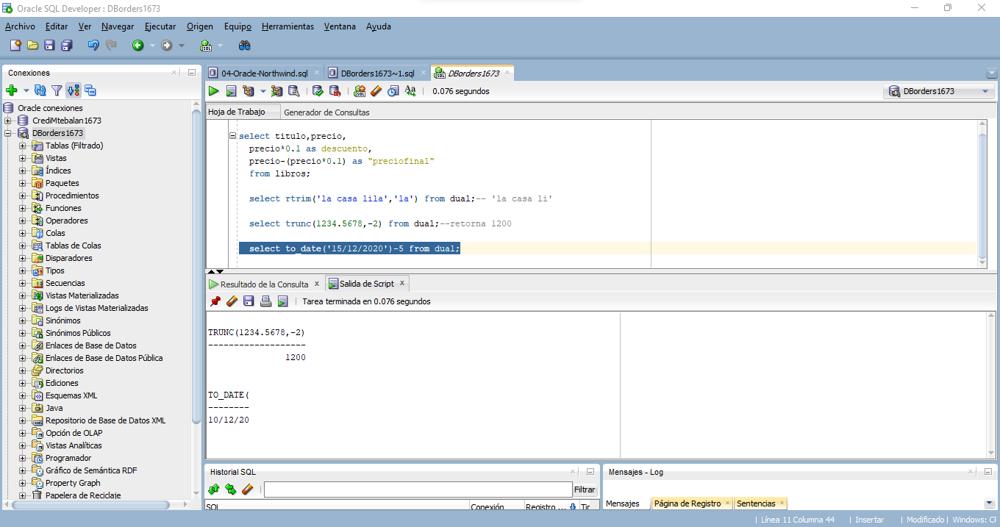 Oracle SQL Developer : DBorders1673
Archivo Editar Ver Navegar Ejecutar Origen Equipo Herramientas Ventana Ayuda
Conexiones
Oracle conexiones
CrediMtebalan1673
DBorders1673
Tablas (Filtrado)
Vistas
Índices
Paquetes
Procedimientos
Funciones
Operadores
Colas
Tablas de Colas
Disparadores
Tipos
Secuencias
Vistas Materializadas
Logs de Vistas Materializadas
Sinónimos
Sinónimos Públicos
Enlaces de Base de Datos
Enlaces de Base de Datos Pública
Directorios
Ediciones
Esquemas XML
Java
Repositorio de Base de Datos XML
Opción de OLAP
Vistas Analíticas
Programador
Gráfico de Semántica RDF
Property Graph
Papelera de Reciclaje
04-Oracle-Northwind.sql DBorders1673~1.sql DBorders1673
0.076 segundos DBorders1673
Hoja de Trabajo Generador de Consultas
select titulo,precio,
precio*0.1 as descuento,
precio-(precio*0.1) as "preciofinal"
from libros;
select rtrim('la casa lila','la') from dual;-- 'la casa li'
select trunc(1234.5678,-2) from dual;--retorna 1200
select to_date('15/12/2020')-5 from dual;
Resultado de la Consulta x Salida de Script x
Tarea terminada en 0.076 segundos
TRUNC(1234.5678,-2)
-------------------
1200
TO_DATE(
--------
10/12/20
Historial SQL
Filtrar
SQL Conexión Registro ...
Mensajes - Log
Mensajes Página de Registro Sentencias
Línea 11 Columna 44 | Insertar | Modificado | Windows: